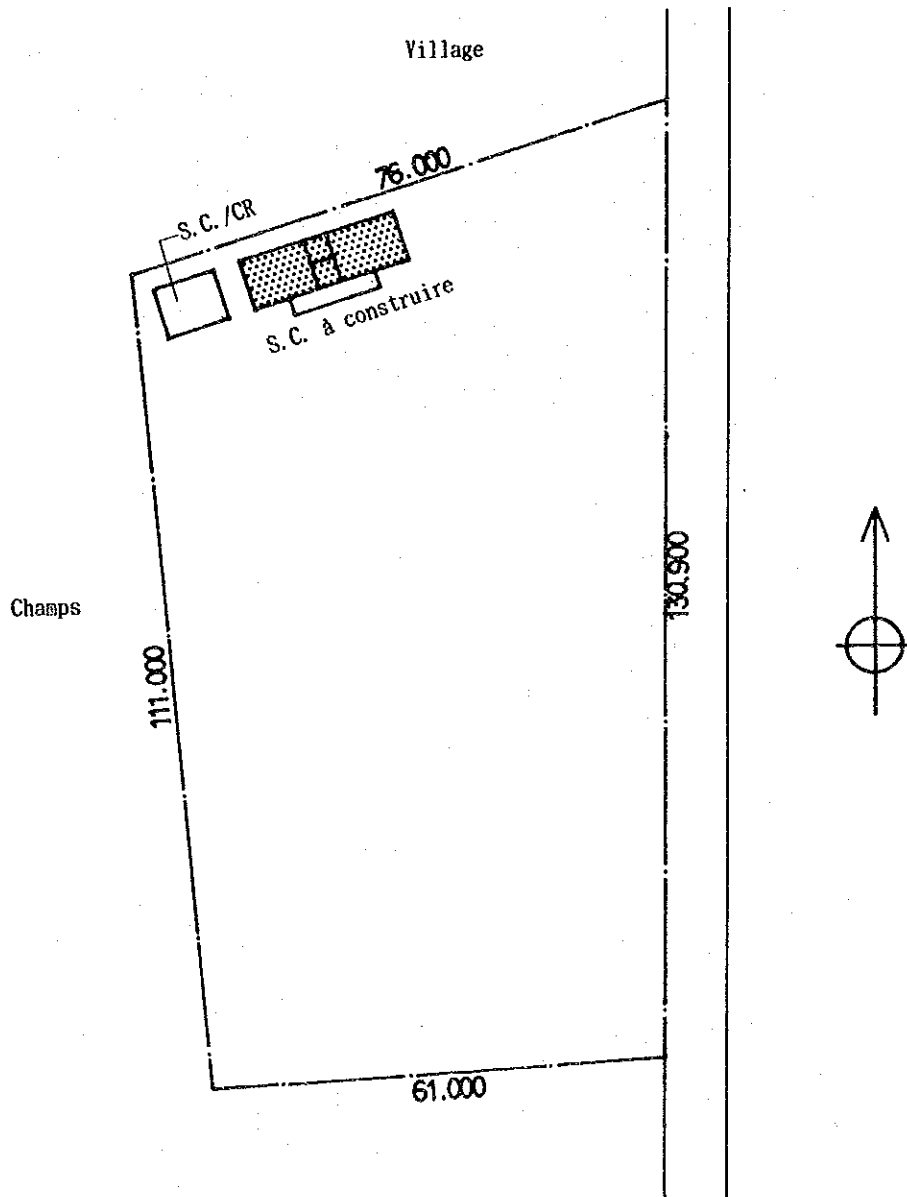 Village
76.000
S.C./CR
S.C. à construire
130.900
Champs
111.000
61.000